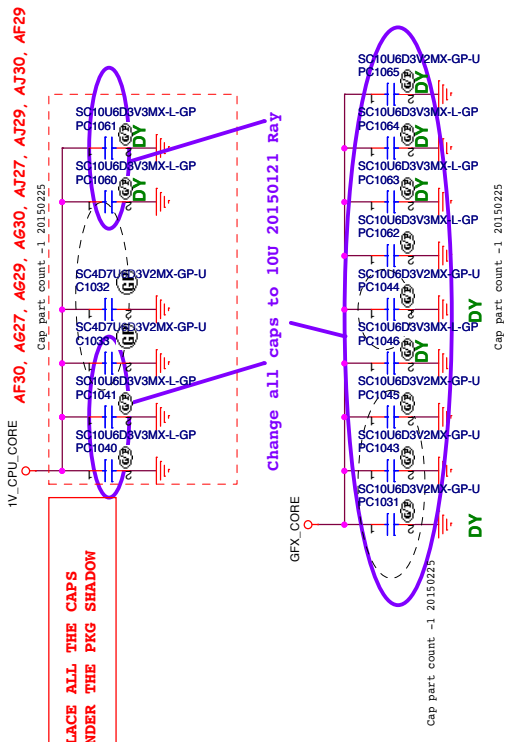 AF30, AG27, AG29, AG30, AJ27, AJ29, AJ30, AF29
Cap part count -1 20150225
SC10U6D3V3MX-L-GP
PC1061
DY
SC10U6D3V3MX-L-GP
PC1060
DY
SC4D7U6D3V2MX-GP-U
C1032
SC4D7U6D3V2MX-GP-U
C1033
SC10U6D3V3MX-L-GP
PC1041
SC10U6D3V3MX-L-GP
PC1040
1V_CPU_CORE
LACE ALL THE CAPS
NDER THE PKG SHADOW
Change all caps to 10U 20150121 Ray
SC10U6D3V2MX-GP-U
PC1065
DY
SC10U6D3V3MX-L-GP
PC1064
DY
SC10U6D3V3MX-L-GP
PC1063
DY
SC10U6D3V3MX-L-GP
PC1062
SC10U6D3V2MX-GP-U
PC1044
DY
SC10U6D3V3MX-L-GP
PC1046
DY
SC10U6D3V2MX-GP-U
PC1045
SC10U6D3V2MX-GP-U
PC1043
SC10U6D3V2MX-GP-U
PC1031
DY
GFX_CORE
Cap part count -1 20150225
Cap part count -1 20150225